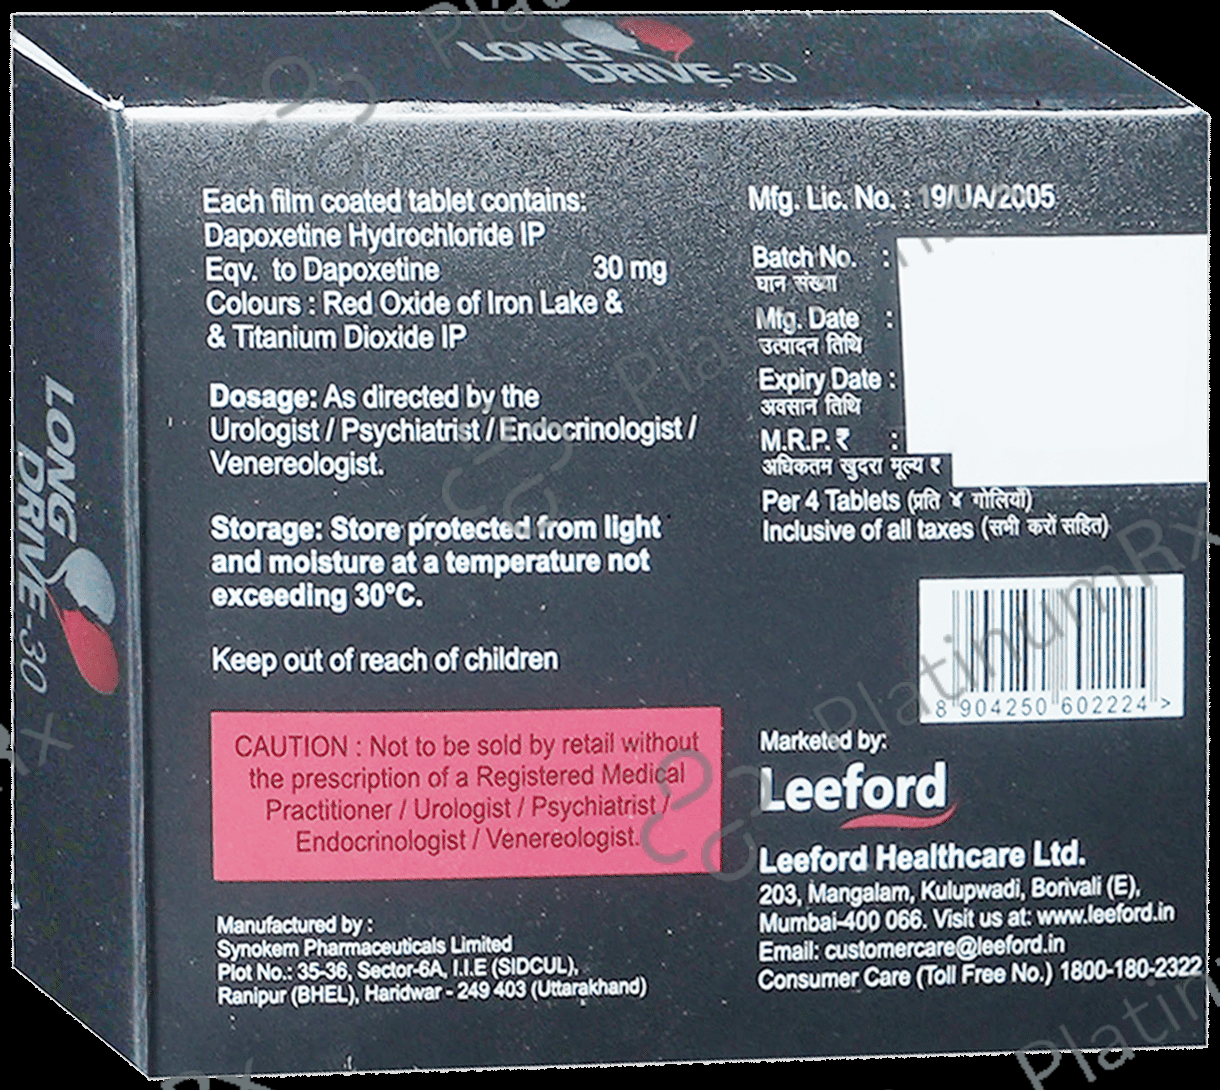 LONG
DRIVE-30
LONG
DRIVE-30
Each film coated tablet contains:
Dapoxetine Hydrochloride IP
Eqv. to Dapoxetine 30 mg
Colours : Red Oxide of Iron Lake &
& Titanium Dioxide IP
Dosage: As directed by the
Urologist / Psychiatrist / Endocrinologist /
Venereologist.
Storage: Store protected from light
and moisture at a temperature not
exceeding 30°C.
Keep out of reach of children
CAUTION : Not to be sold by retail without
the prescription of a Registered Medical
Practitioner / Urologist / Psychiatrist /
Endocrinologist / Venereologist.
Manufactured by :
Synokem Pharmaceuticals Limited
Plot No.: 35-36, Sector-6A, I.I.E (SIDCUL),
Ranipur (BHEL), Haridwar - 249 403 (Uttarakhand)
Mfg. Lic. No. : 19/UA/2005
Batch No. :
घान संख्या
Mfg. Date :
उत्पादन तिथि
Expiry Date :
अवसान तिथि
M.R.P. ₹ :
अधिकतम खुदरा मूल्य ₹
Per 4 Tablets (प्रति ४ गोलियाँ)
Inclusive of all taxes (सभी करों सहित)
8 904250 602224 >
Marketed by:
Leeford
Leeford Healthcare Ltd.
203, Mangalam, Kulupwadi, Borivali (E),
Mumbai-400 066. Visit us at: www.leeford.in
Email: customercare@leeford.in
Consumer Care (Toll Free No.) 1800-180-2322
PlatinumRx